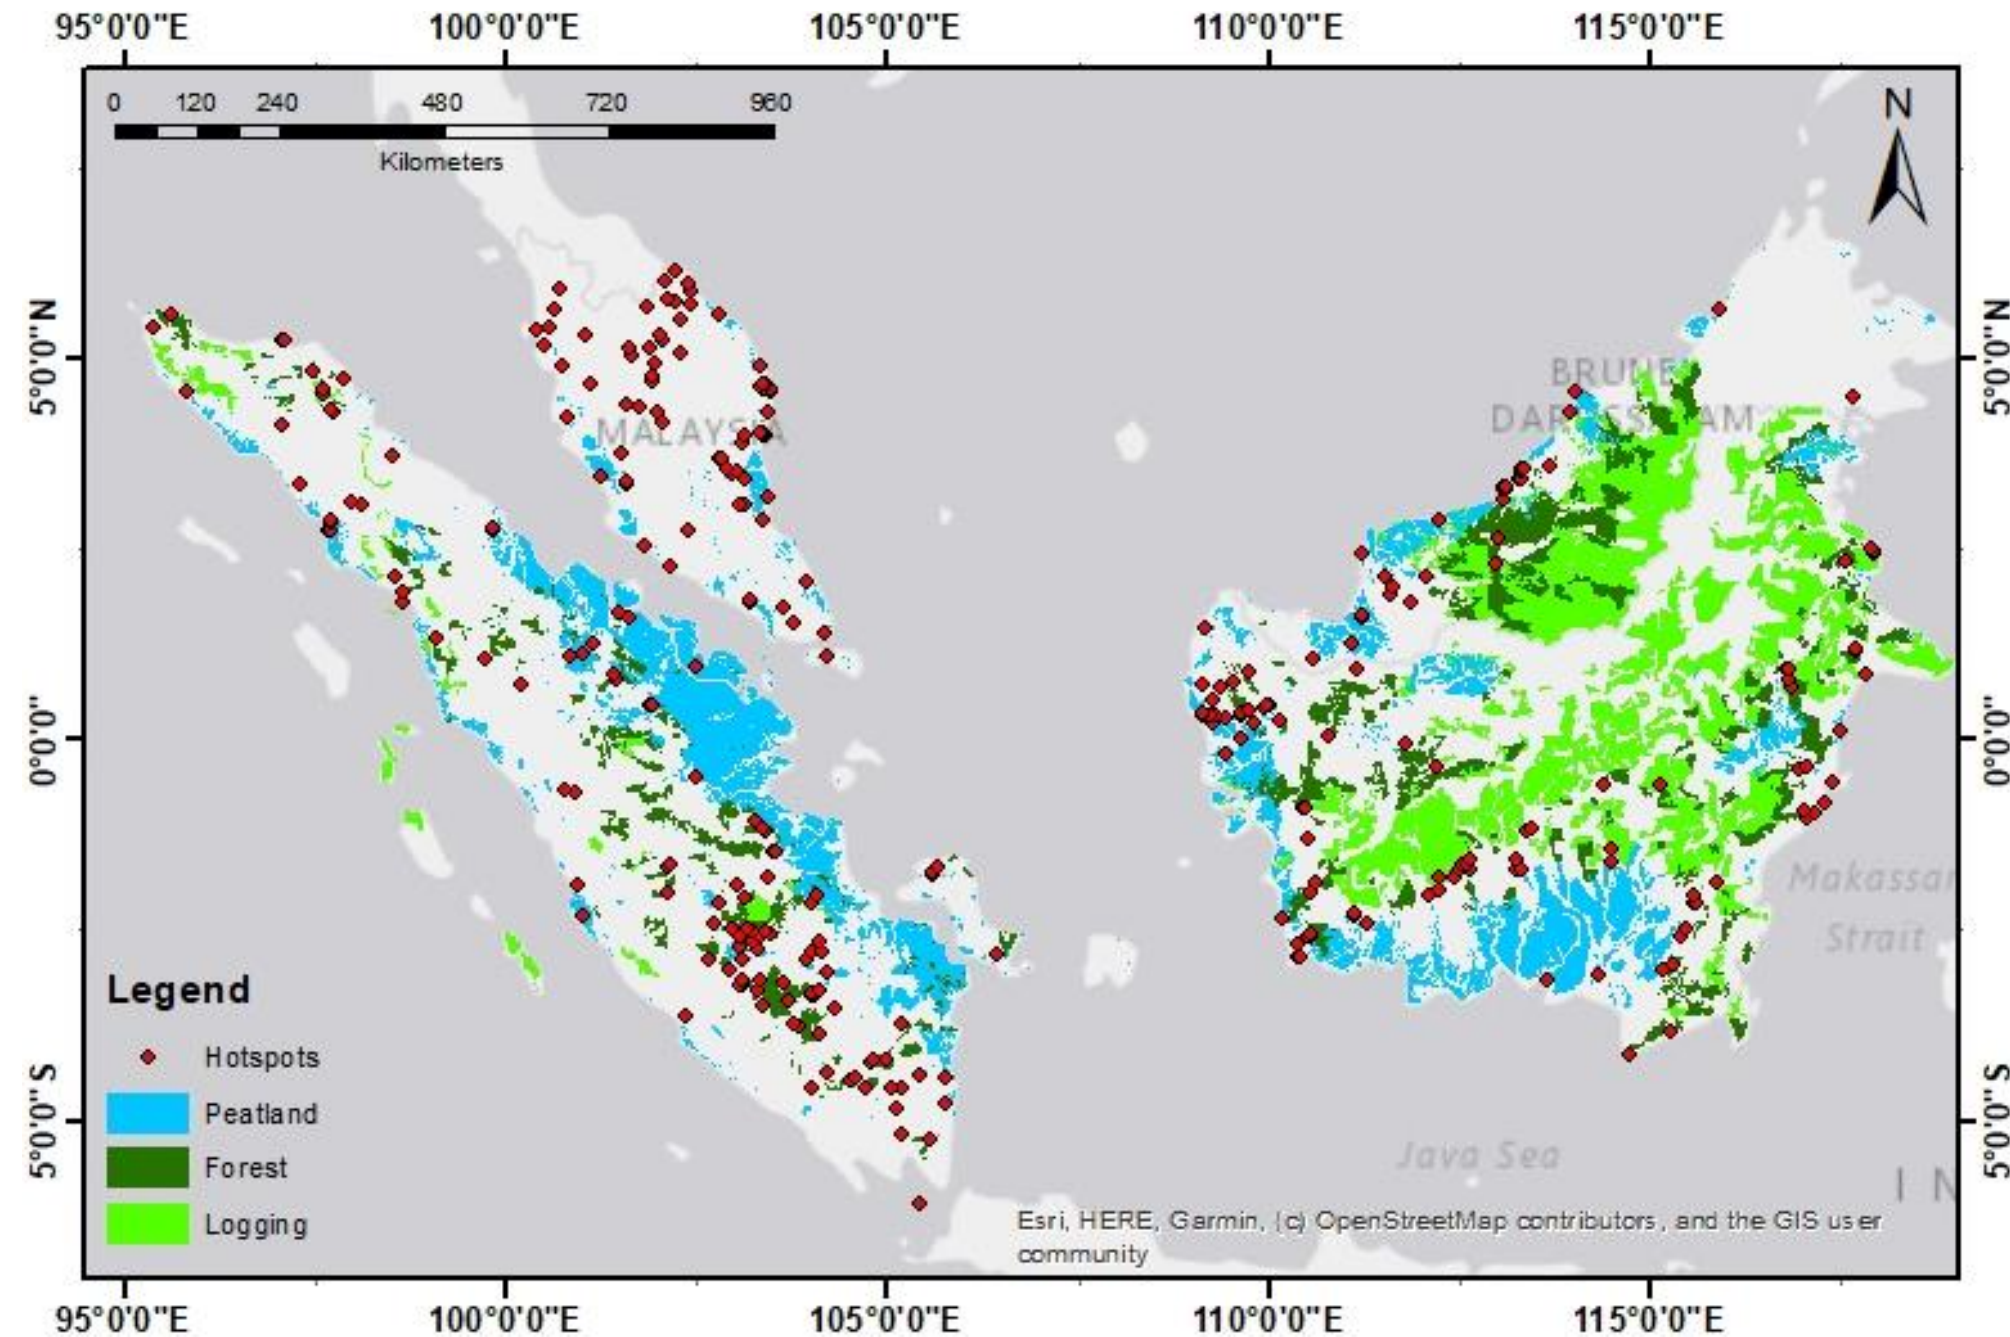 95°0'0"E 100°0'0"E 105°0'0"E 110°0'0"E 115°0'0"E
0 120 240 480 720 960
Kilometers
N
5°0'0"N
5°0'0"N
BRUNE
DAR SSALAM
MALAYSIA
0°0'0"
0°0'0"
Makassar
Strait
Legend
Hotspots
Peatland
Forest
Logging
5°0'0"S
5°0'0"S
Java Sea
I N
Esri, HERE, Garmin, (c) OpenStreetMap contributors, and the GIS user
community
95°0'0"E 100°0'0"E 105°0'0"E 110°0'0"E 115°0'0"E